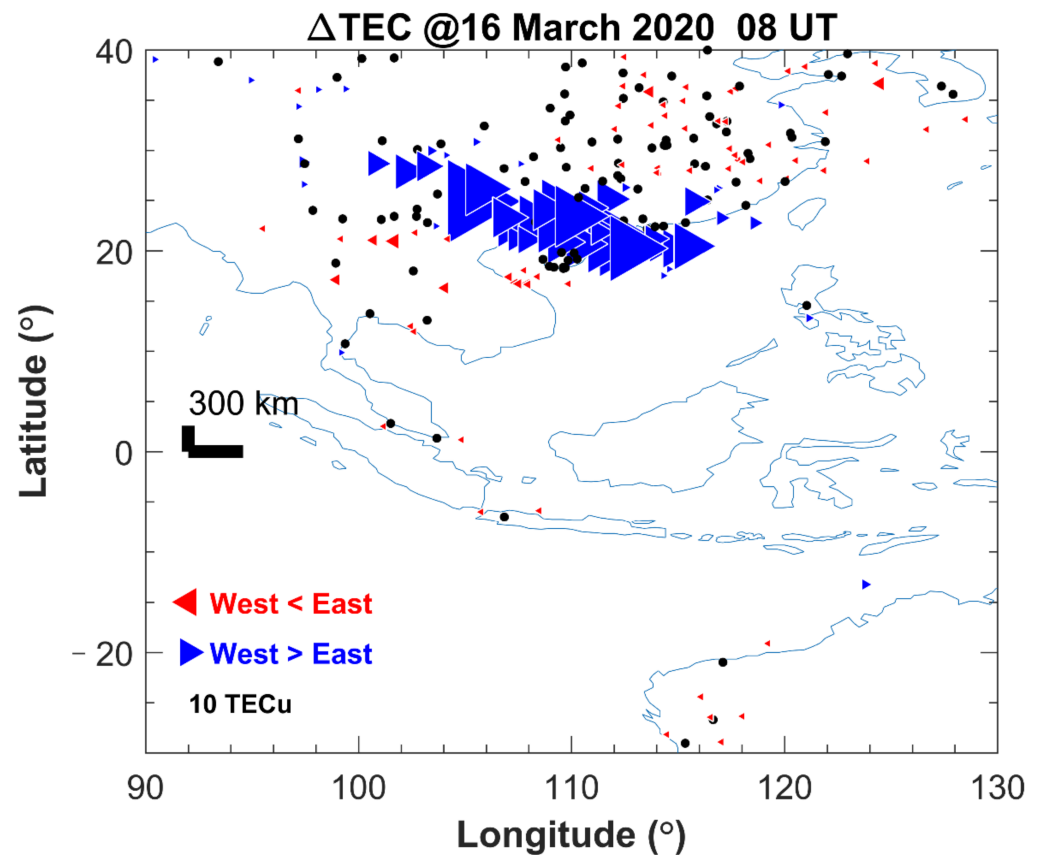 ΔTEC @16 March 2020  08 UT
40
20
0
− 20
Latitude (°)
300 km
West < East
West > East
10 TECu
90
100
110
120
130
Longitude (°)